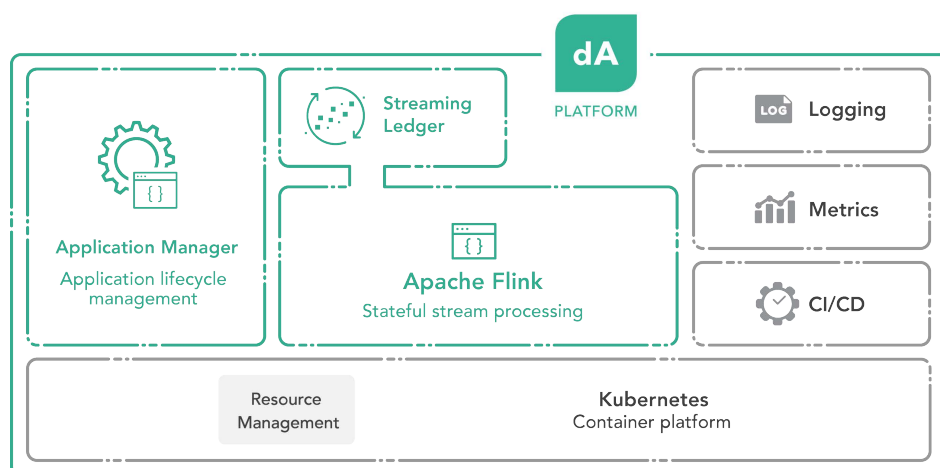 dA
PLATFORM
Streaming
Ledger
LOG
Logging
{ }
Application Manager
Application lifecycle
management
{ }
Apache Flink
Stateful stream processing
Metrics
CI/CD
Resource
Management
Kubernetes
Container platform